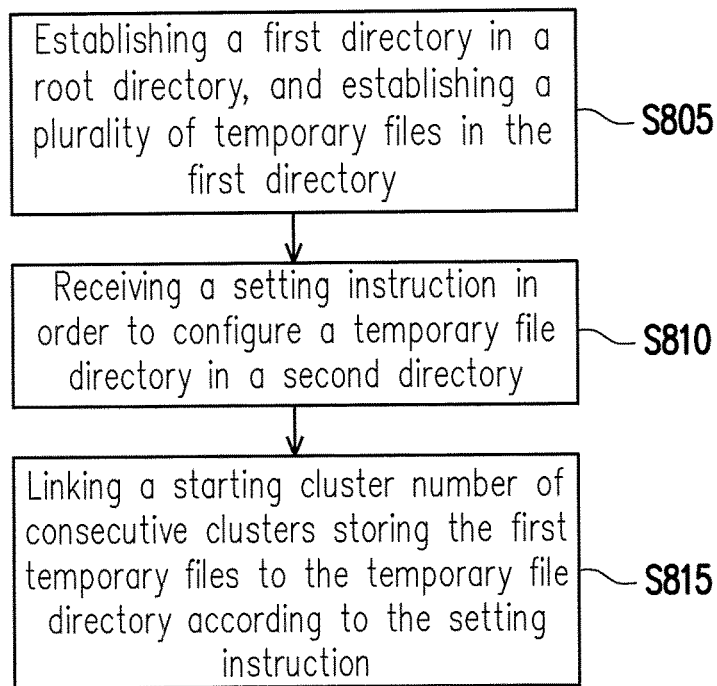 Establishing a first directory in a
root directory, and establishing a
plurality of temporary files in the
first directory
S805
Receiving a setting instruction in
order to configure a temporary file
directory in a second directory
S810
Linking a starting cluster number of
consecutive clusters storing the first
temporary files to the temporary file
directory according to the setting
instruction
S815